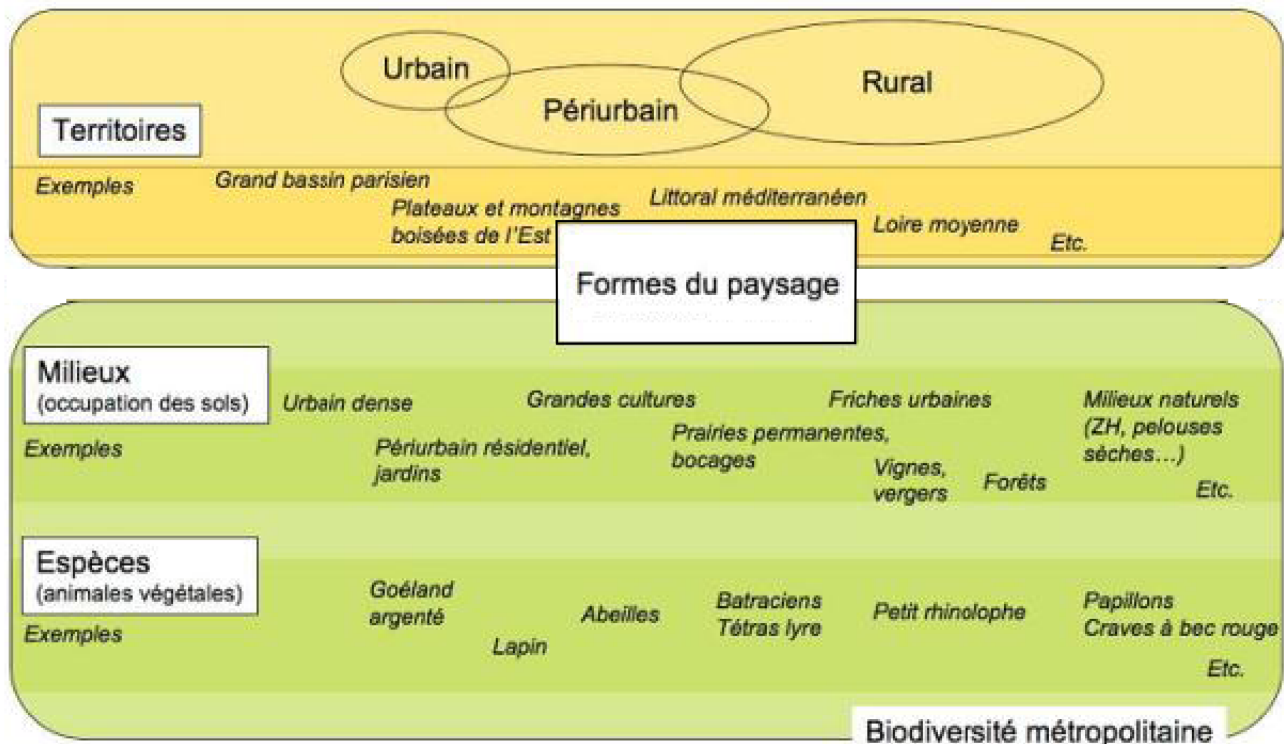 Urbain
Rural
Périurbain
Territoires
Exemples
Grand bassin parisien
Plateaux et montagnes
boisées de l'Est
Littoral méditerranéen
Loire moyenne
Etc.
Formes du paysage
Milieux
(occupation des sols)
Exemples
Urbain dense
Périurbain résidentiel,
jardins
Grandes cultures
Prairies permanentes,
bocages
Friches urbaines
Vignes,
vergers
Forêts
Milieux naturels
(ZH, pelouses
sèches...)
Etc.
Espèces
(animales végétales)
Exemples
Goéland
argenté
Lapin
Abeilles
Batraciens
Tétras lyre
Petit rhinolophe
Papillons
Craves à bec rouge
Etc.
Biodiversité métropolitaine